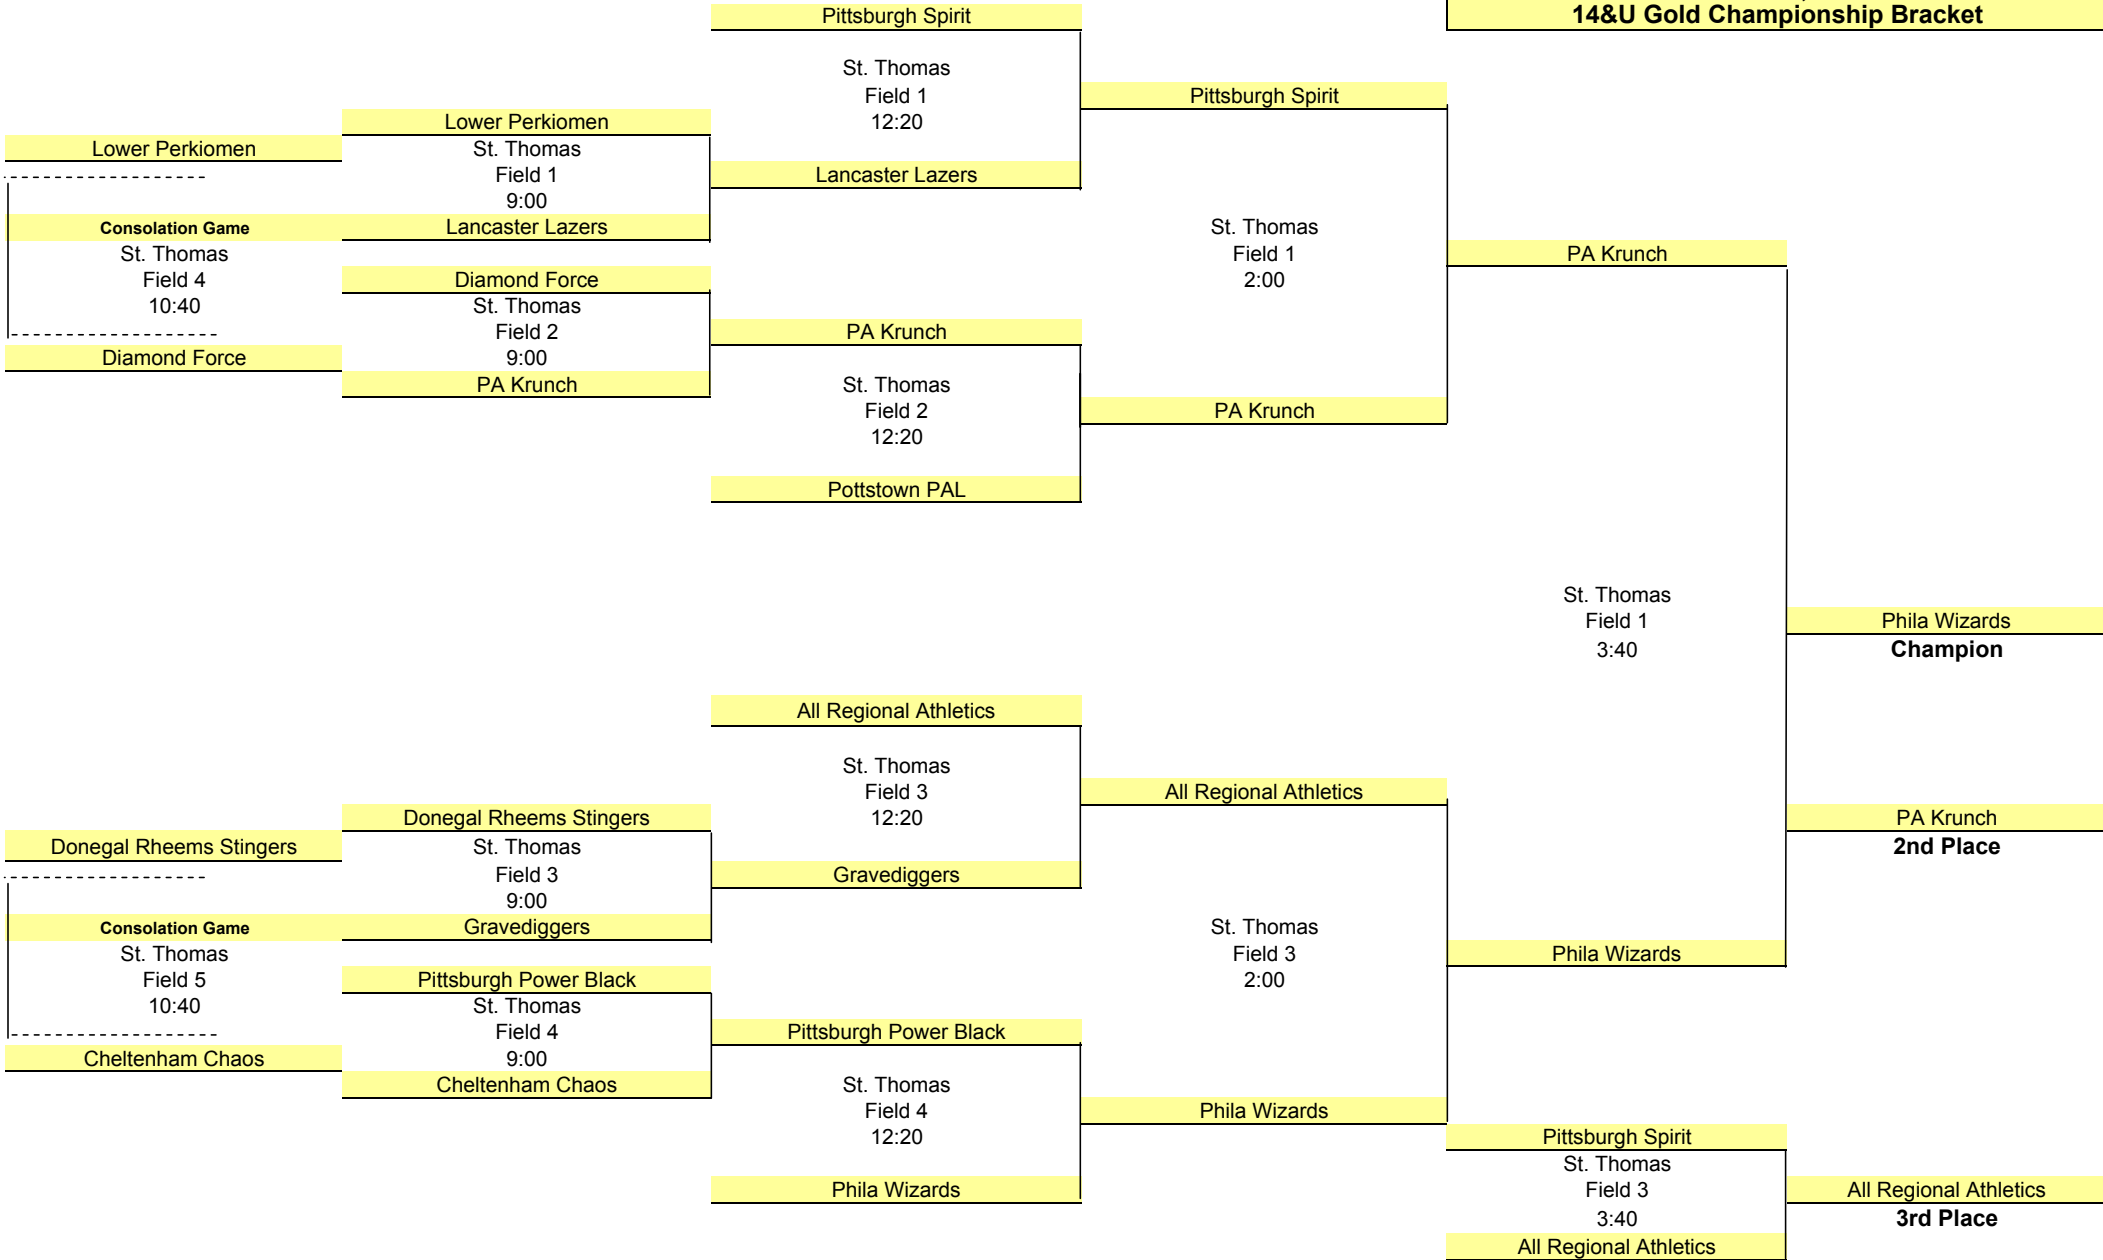 Pittsburgh Spirit
14&U Gold Championship Bracket
St. Thomas
Field 1
12:20
Pittsburgh Spirit
Lower Perkiomen
Lower Perkiomen
St. Thomas
Field 1
9:00
Lancaster Lazers
Consolation Game
Lancaster Lazers
St. Thomas
Field 4
10:40
Diamond Force
St. Thomas
Field 2
9:00
Diamond Force
PA Krunch
PA Krunch
St. Thomas
Field 2
12:20
Pottstown PAL
St. Thomas
Field 1
2:00
PA Krunch
PA Krunch
St. Thomas
Field 1
3:40
Phila Wizards
Champion
All Regional Athletics
St. Thomas
Field 3
12:20
All Regional Athletics
Donegal Rheems Stingers
Donegal Rheems Stingers
St. Thomas
Field 3
9:00
Gravediggers
PA Krunch
2nd Place
Consolation Game
Gravediggers
St. Thomas
Field 5
10:40
Pittsburgh Power Black
St. Thomas
Field 4
9:00
Cheltenham Chaos
Cheltenham Chaos
Pittsburgh Power Black
St. Thomas
Field 4
12:20
Phila Wizards
St. Thomas
Field 3
2:00
Phila Wizards
Phila Wizards
Pittsburgh Spirit
St. Thomas
Field 3
3:40
All Regional Athletics
All Regional Athletics
3rd Place